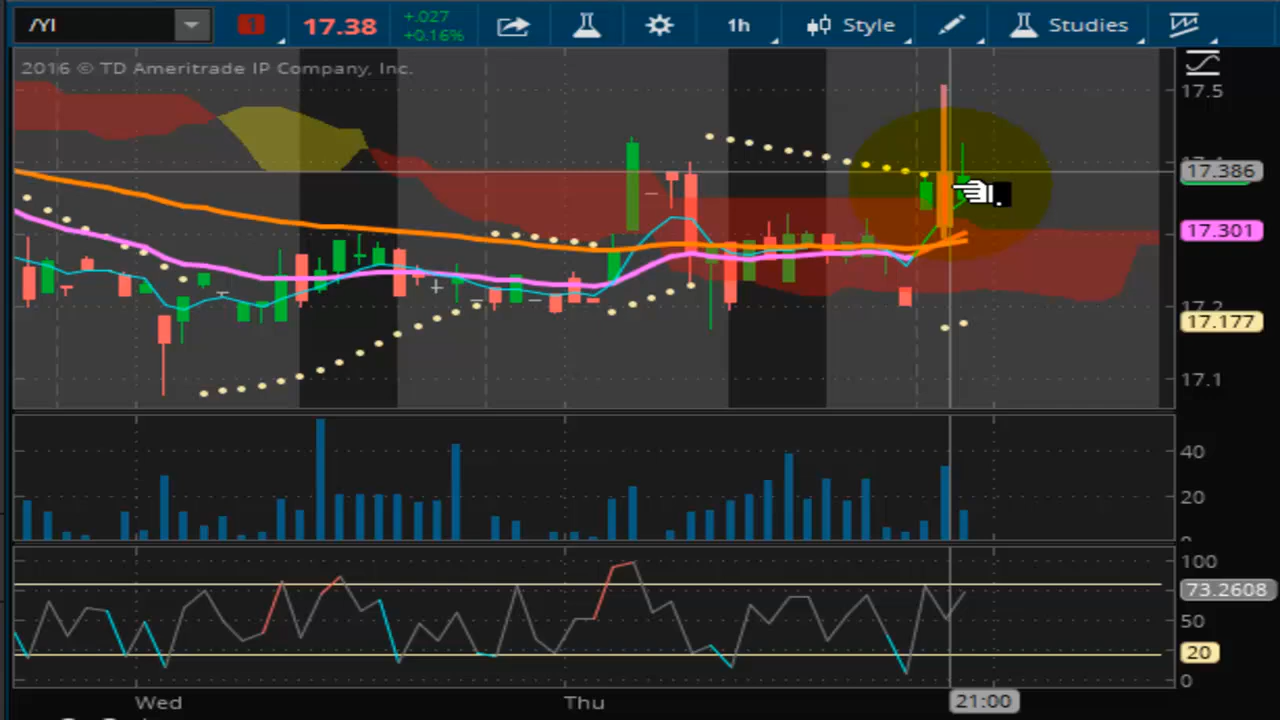 /YI
1
17.38
+.027
+0.16%
1h
Style
Studies
2016 © TD Ameritrade IP Company, Inc.
17.5
17.386
17.301
17.2
17.177
17.1
40
20
0
100
73.2608
50
20
0
Wed
Thu
21:00